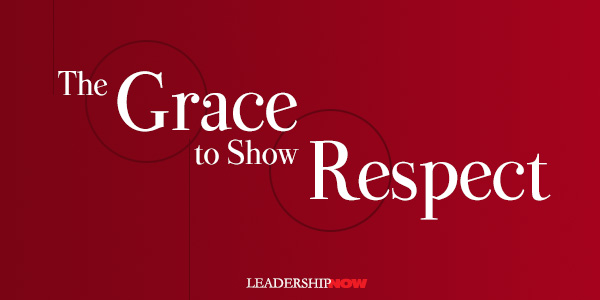 The
Grace
to Show
Respect
LEADERSHIPNOW